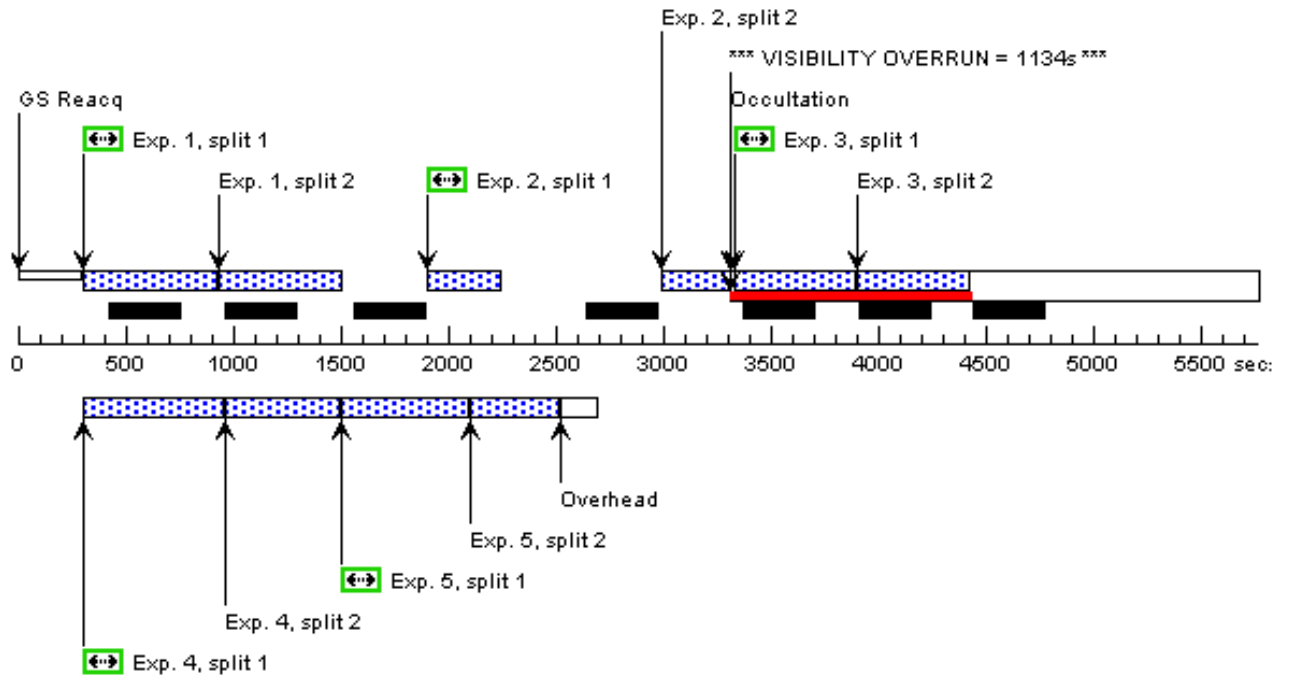 Exp. 2, split 2
*** VISIBILITY OVERRUN = 1134s ***
GS Reacq
Occultation
Exp. 1, split 1
Exp. 3, split 1
Exp. 1, split 2
Exp. 2, split 1
Exp. 3, split 2
0 500 1000 1500 2000 2500 3000 3500 4000 4500 5000 5500 sec:
Overhead
Exp. 5, split 2
Exp. 5, split 1
Exp. 4, split 2
Exp. 4, split 1